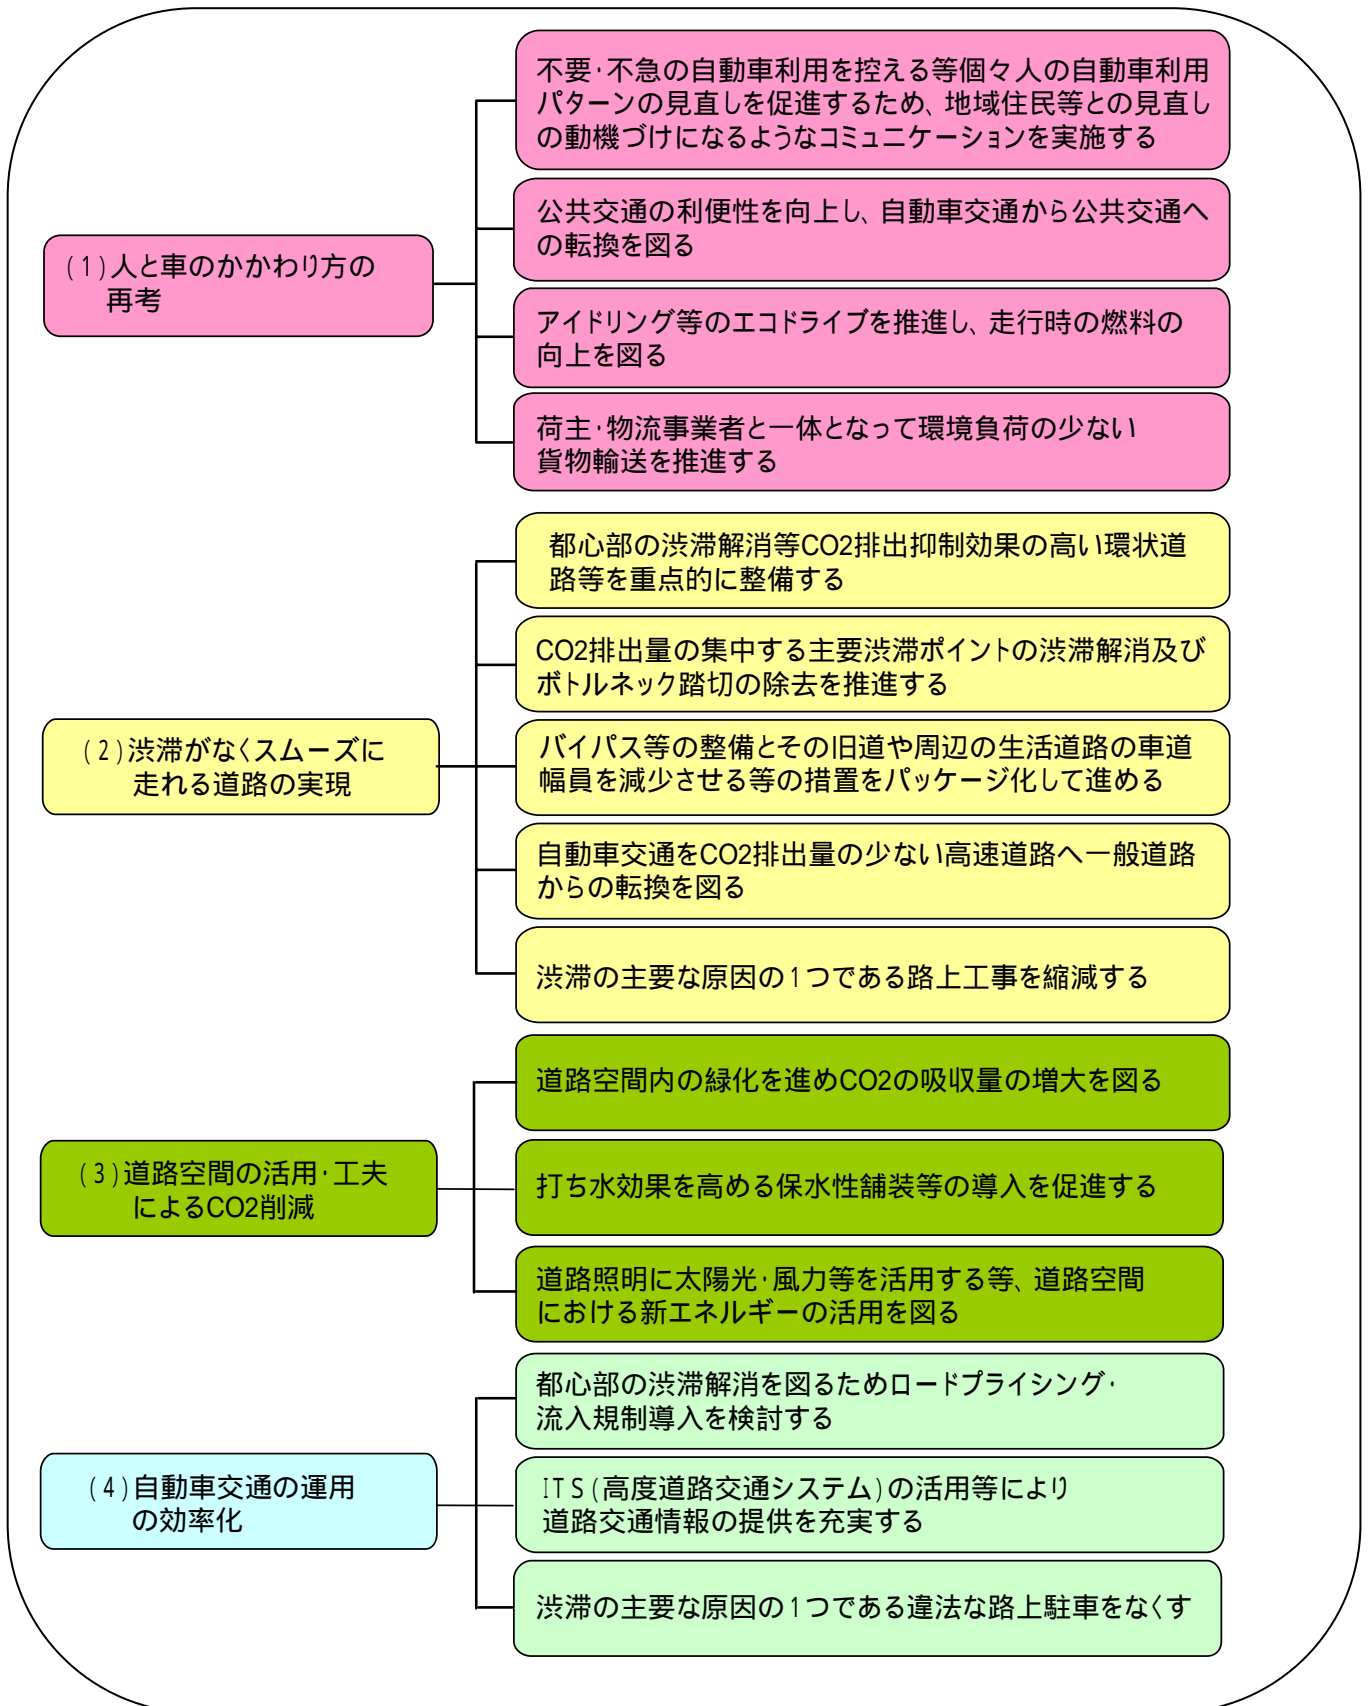 (1)人と車のかかわり方の
再考
不要・不急の自動車利用を控える等個々人の自動車利用
パターンの見直しを促進するため、地域住民等との見直し
の動機づけになるようなコミュニケーションを実施する
公共交通の利便性を向上し、自動車交通から公共交通へ
の転換を図る
アイドリング等のエコドライブを推進し、走行時の燃料の
向上を図る
荷主・物流事業者と一体となって環境負荷の少ない
貨物輸送を推進する
(2)渋滞がなくスムーズに
走れる道路の実現
都心部の渋滞解消等CO2排出抑制効果の高い環状道
路等を重点的に整備する
CO2排出量の集中する主要渋滞ポイントの渋滞解消及び
ボトルネック踏切の除去を推進する
バイパス等の整備とその旧道や周辺の生活道路の車道
幅員を減少させる等の措置をパッケージ化して進める
自動車交通をCO2排出量の少ない高速道路へ一般道路
からの転換を図る
渋滞の主要な原因の1つである路上工事を縮減する
(3)道路空間の活用・工夫
によるCO2削減
道路空間内の緑化を進めCO2の吸収量の増大を図る
打ち水効果を高める保水性舗装等の導入を促進する
道路照明に太陽光・風力等を活用する等、道路空間
における新エネルギーの活用を図る
(4)自動車交通の運用
の効率化
都心部の渋滞解消を図るためロードプライシング・
流入規制導入を検討する
ITS(高度道路交通システム)の活用等により
道路交通情報の提供を充実する
渋滞の主要な原因の1つである違法な路上駐車をなくす